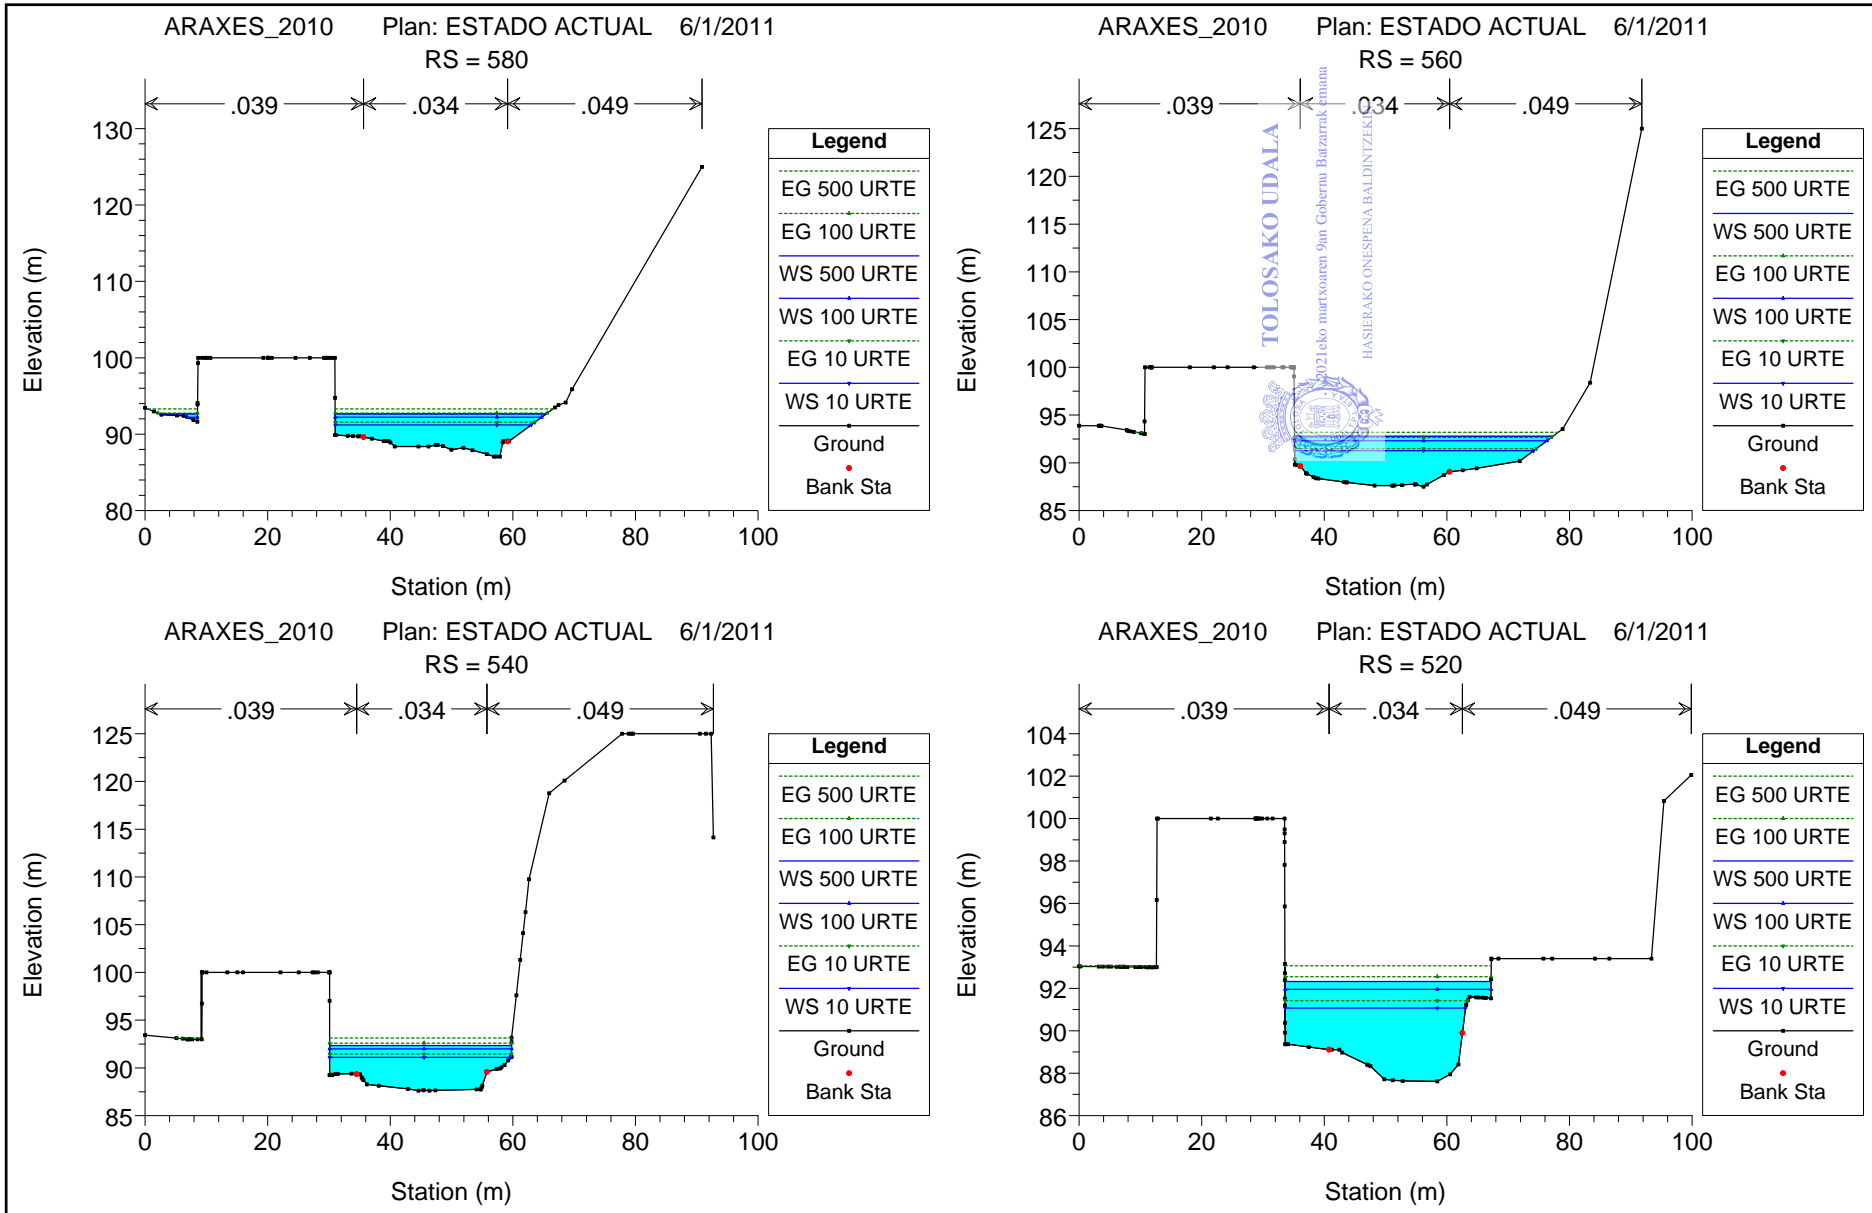 ARAXES_2010 Plan: ESTADO ACTUAL 6/1/2011
RS = 580
.039 .034 .049
130
120
110
100
90
80
0 20 40 60 80 100
Elevation (m)
Station (m)
Legend
EG 500 URTE
EG 100 URTE
WS 500 URTE
WS 100 URTE
EG 10 URTE
WS 10 URTE
Ground
Bank Sta
ARAXES_2010 Plan: ESTADO ACTUAL 6/1/2011
RS = 560
.039 .034 .049
125
120
115
110
105
100
95
90
85
0 20 40 60 80 100
Elevation (m)
Station (m)
TOLOSAKO UDALA
2021eko martxoaren 9an Gobernu Batzarrak emana
HASIERAKO ONESPENA BALDINTZEKIN
Legend
EG 500 URTE
WS 500 URTE
EG 100 URTE
WS 100 URTE
EG 10 URTE
WS 10 URTE
Ground
Bank Sta
ARAXES_2010 Plan: ESTADO ACTUAL 6/1/2011
RS = 540
.039 .034 .049
125
120
115
110
105
100
95
90
85
0 20 40 60 80 100
Elevation (m)
Station (m)
Legend
EG 500 URTE
EG 100 URTE
WS 500 URTE
WS 100 URTE
EG 10 URTE
WS 10 URTE
Ground
Bank Sta
ARAXES_2010 Plan: ESTADO ACTUAL 6/1/2011
RS = 520
.039 .034 .049
104
102
100
98
96
94
92
90
88
86
0 20 40 60 80 100
Elevation (m)
Station (m)
Legend
EG 500 URTE
EG 100 URTE
WS 500 URTE
WS 100 URTE
EG 10 URTE
WS 10 URTE
Ground
Bank Sta